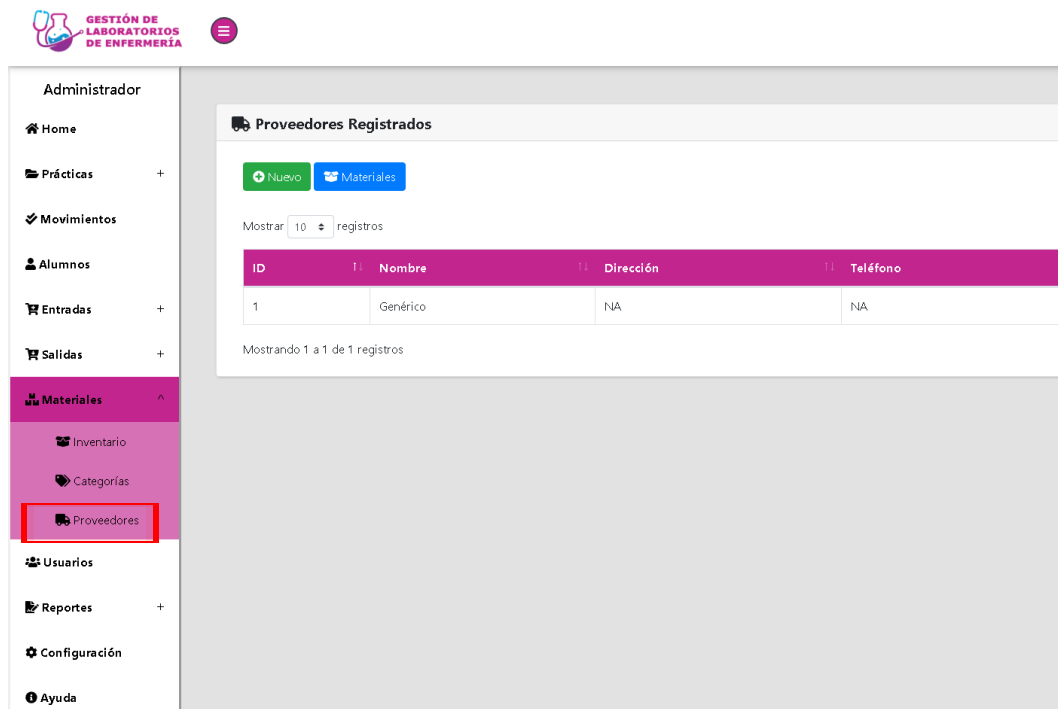 GESTIÓN DE
LABORATORIOS
DE ENFERMERÍA
Administrador
Home
Prácticas +
Movimientos
Alumnos
Entradas +
Salidas +
Materiales ^
Inventario
Categorías
Proveedores
Usuarios
Reportes +
Configuración
Ayuda
Proveedores Registrados
Nuevo Materiales
Mostrar 10 registros
ID Nombre Dirección Teléfono
1 Genérico NA NA
Mostrando 1 a 1 de 1 registros